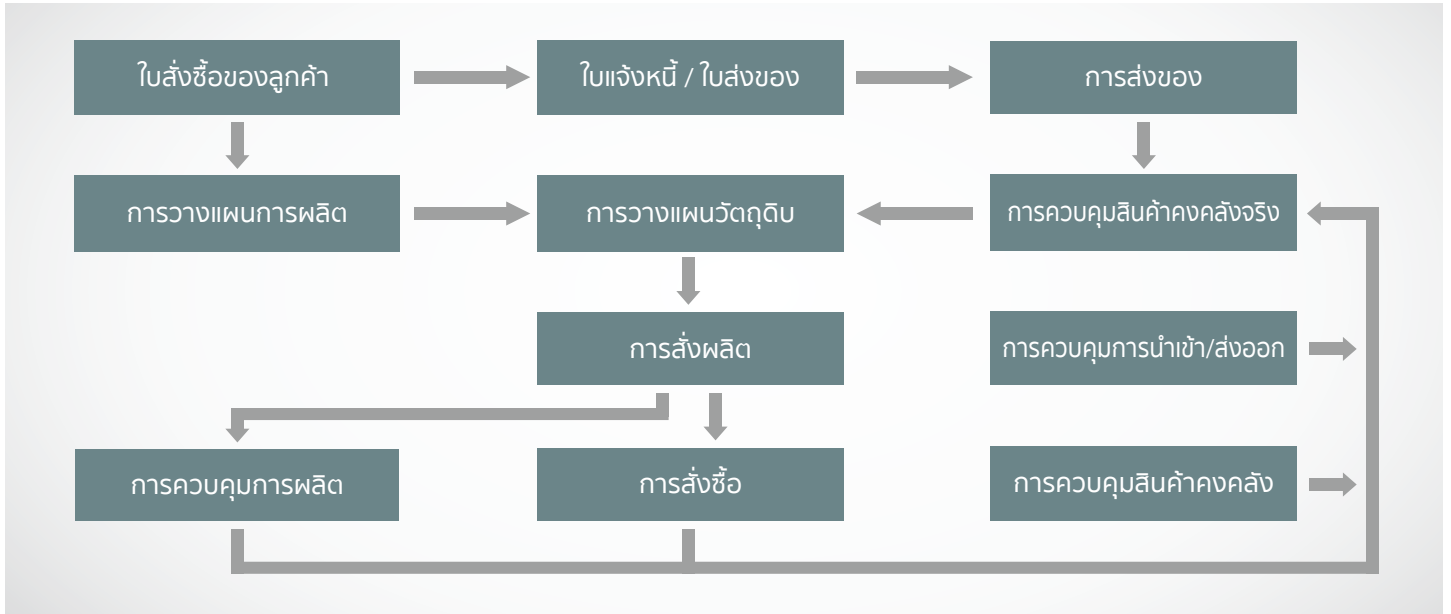 ใบสั่งซื้อของลูกค้า
ใบแจ้งหนี้ / ใบส่งของ
การส่งของ
การวางแผนการผลิต
การวางแผนวัตถุดิบ
การควบคุมสินค้าคงคลังจริง
การสั่งผลิต
การควบคุมการนำเข้า/ส่งออก
การควบคุมการผลิต
การสั่งซื้อ
การควบคุมสินค้าคงคลัง